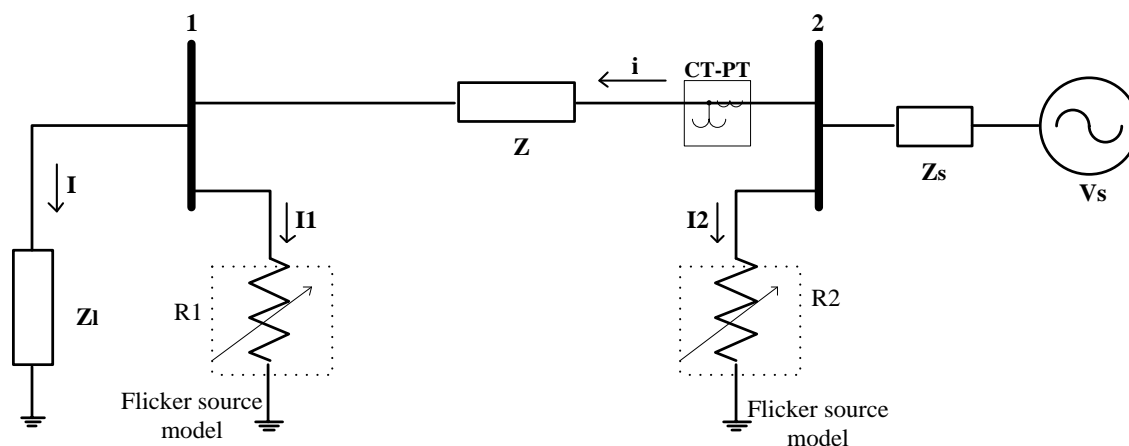 1
2
i
CT-PT
Z
Zs
Vs
I
I1
I2
Zl
R1
R2
Flicker source
model
Flicker source
model